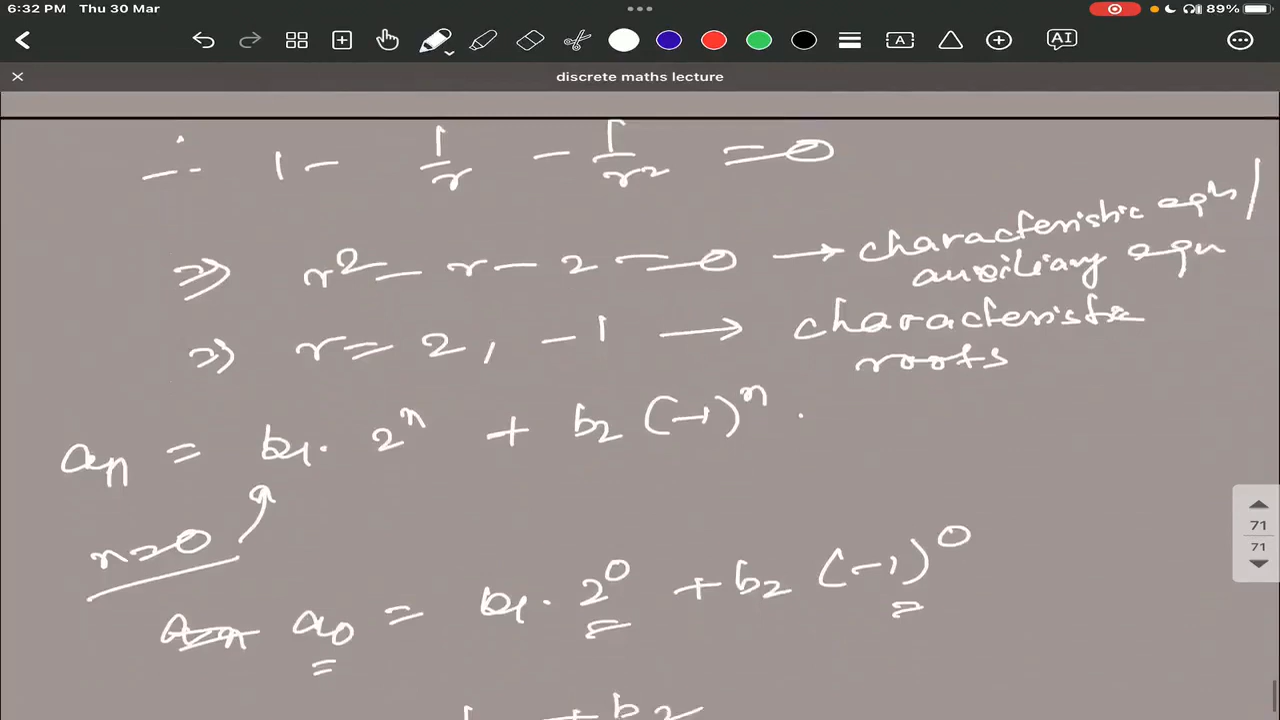 6:32 PM Thu 30 Mar 89%
A AI
discrete maths lecture
∴ 1 - 1/r - 1/r² = 0
⇒ r² - r - 2 = 0 → characteristic eqn /
auxiliary eqn
⇒ r = 2, -1 → characteristic
roots
aₙ = b₁. 2ⁿ + b₂ (-1)ⁿ.
n=0
a₀ = b₁. 2⁰ + b₂ (-1)⁰
71
71
+ b₂